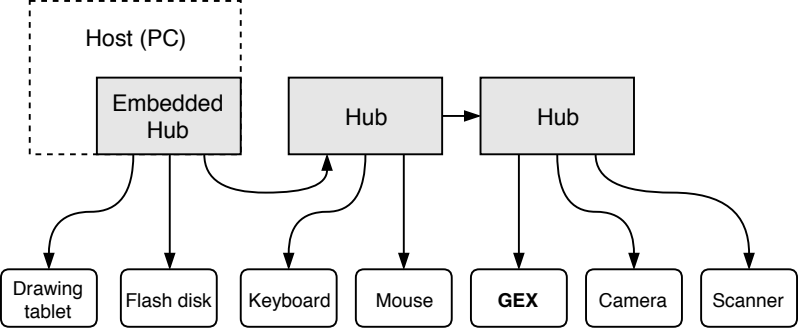 Host (PC)
Embedded
Hub
Hub
Hub
Drawing
tablet
Flash disk
Keyboard
Mouse
GEX
Camera
Scanner